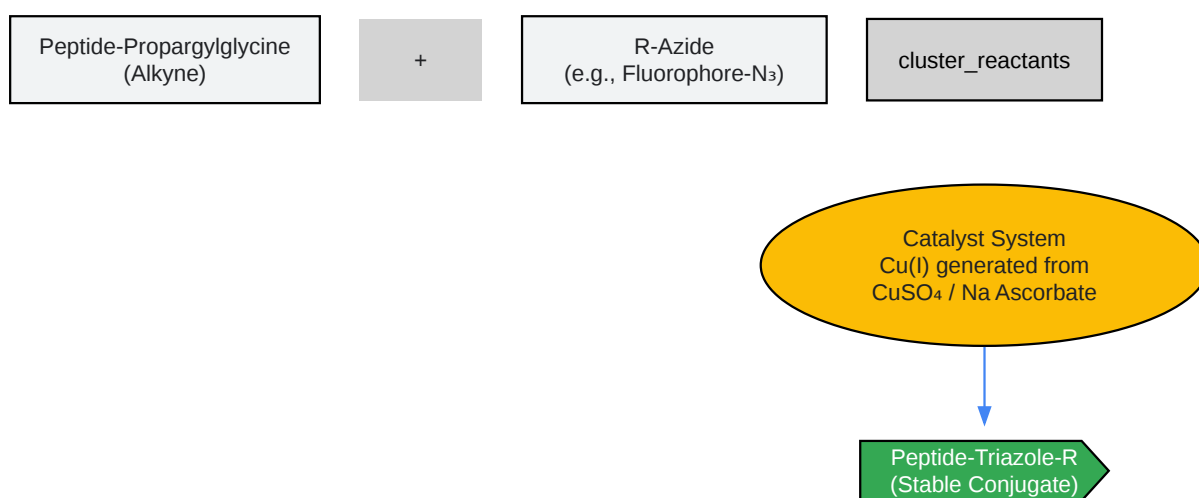 Peptide-Propargylglycine
(Alkyne)
+
R-Azide
(e.g., Fluorophore-N₃)
cluster_reactants
Catalyst System
Cu(I) generated from
CuSO₄ / Na Ascorbate
Peptide-Triazole-R
(Stable Conjugate)